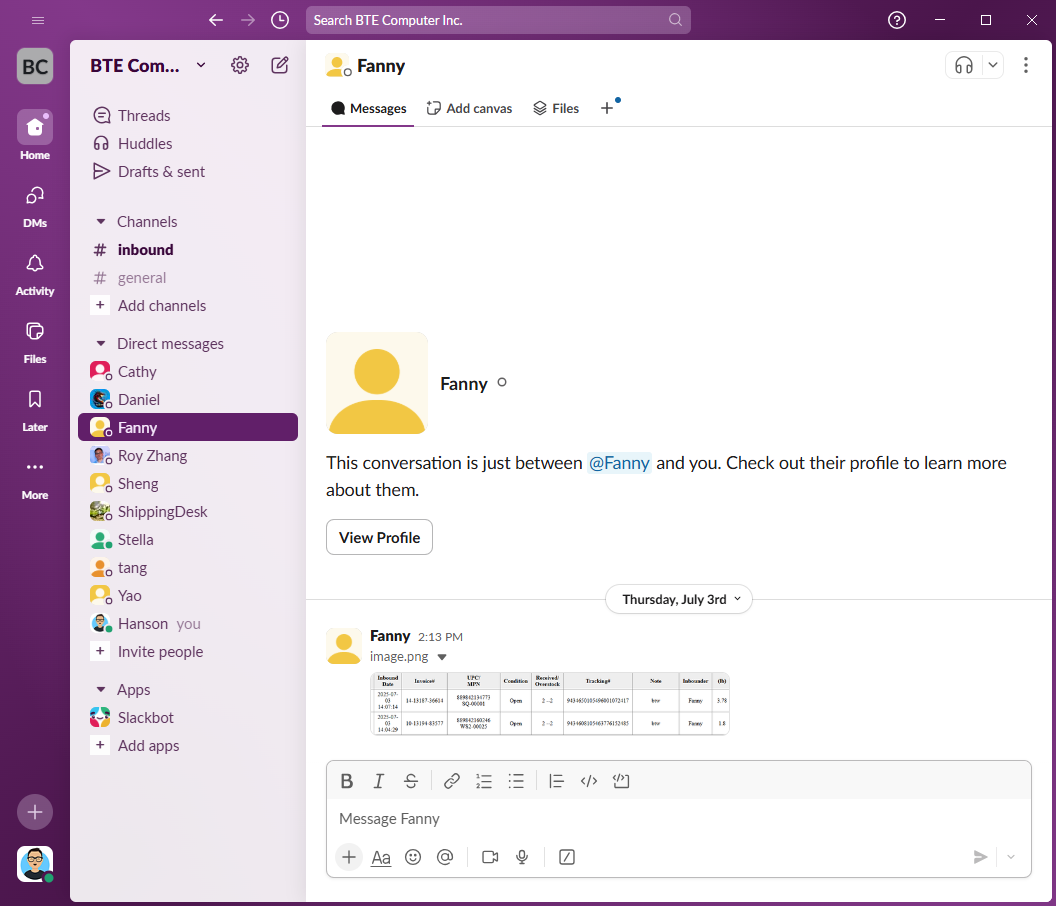 Search BTE Computer Inc.
BC
Home
DMs
Activity
Files
Later
More
BTE Com...
Threads
Huddles
Drafts & sent
Channels
# inbound
# general
+ Add channels
Direct messages
Cathy
Daniel
Fanny
Roy Zhang
Sheng
ShippingDesk
Stella
tang
Yao
Hanson you
+ Invite people
Apps
Slackbot
+ Add apps
Fanny
Messages
Add canvas
Files
Fanny
This conversation is just between @Fanny and you. Check out their profile to learn more
about them.
View Profile
Thursday, July 3rd
Fanny 2:13 PM
image.png
Inbound Date Invoice# UPC/ MPN Condition Received/ Overstock Tracking# Note Inbounder (lb)
2025-07-03 14:07:14 14-13187-36614 889842134773 SQ-00001 Open 2 --2 btw Fanny 3.78
2025-07-03 14:04:29 10-13194-83577 WS2-00025 Open 2 --2 btw Fanny 1.8
B I S
Message Fanny
Aa